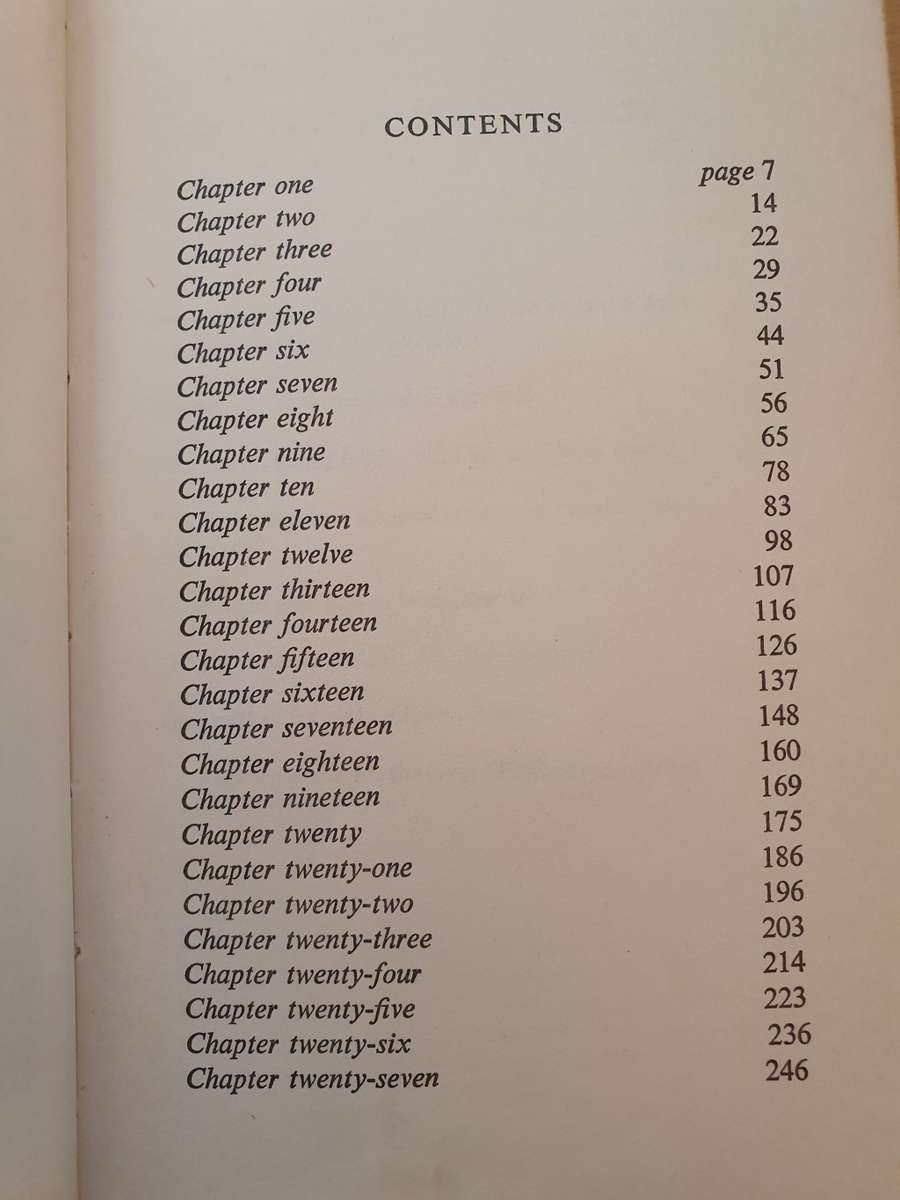 CONTENTS
Chapter one page 7
Chapter two 14
Chapter three 22
Chapter four 29
Chapter five 35
Chapter six 44
Chapter seven 51
Chapter eight 56
Chapter nine 65
Chapter ten 78
Chapter eleven 83
Chapter twelve 98
Chapter thirteen 107
Chapter fourteen 116
Chapter fifteen 126
Chapter sixteen 137
Chapter seventeen 148
Chapter eighteen 160
Chapter nineteen 169
Chapter twenty 175
Chapter twenty-one 186
Chapter twenty-two 196
Chapter twenty-three 203
Chapter twenty-four 214
Chapter twenty-five 223
Chapter twenty-six 236
Chapter twenty-seven 246